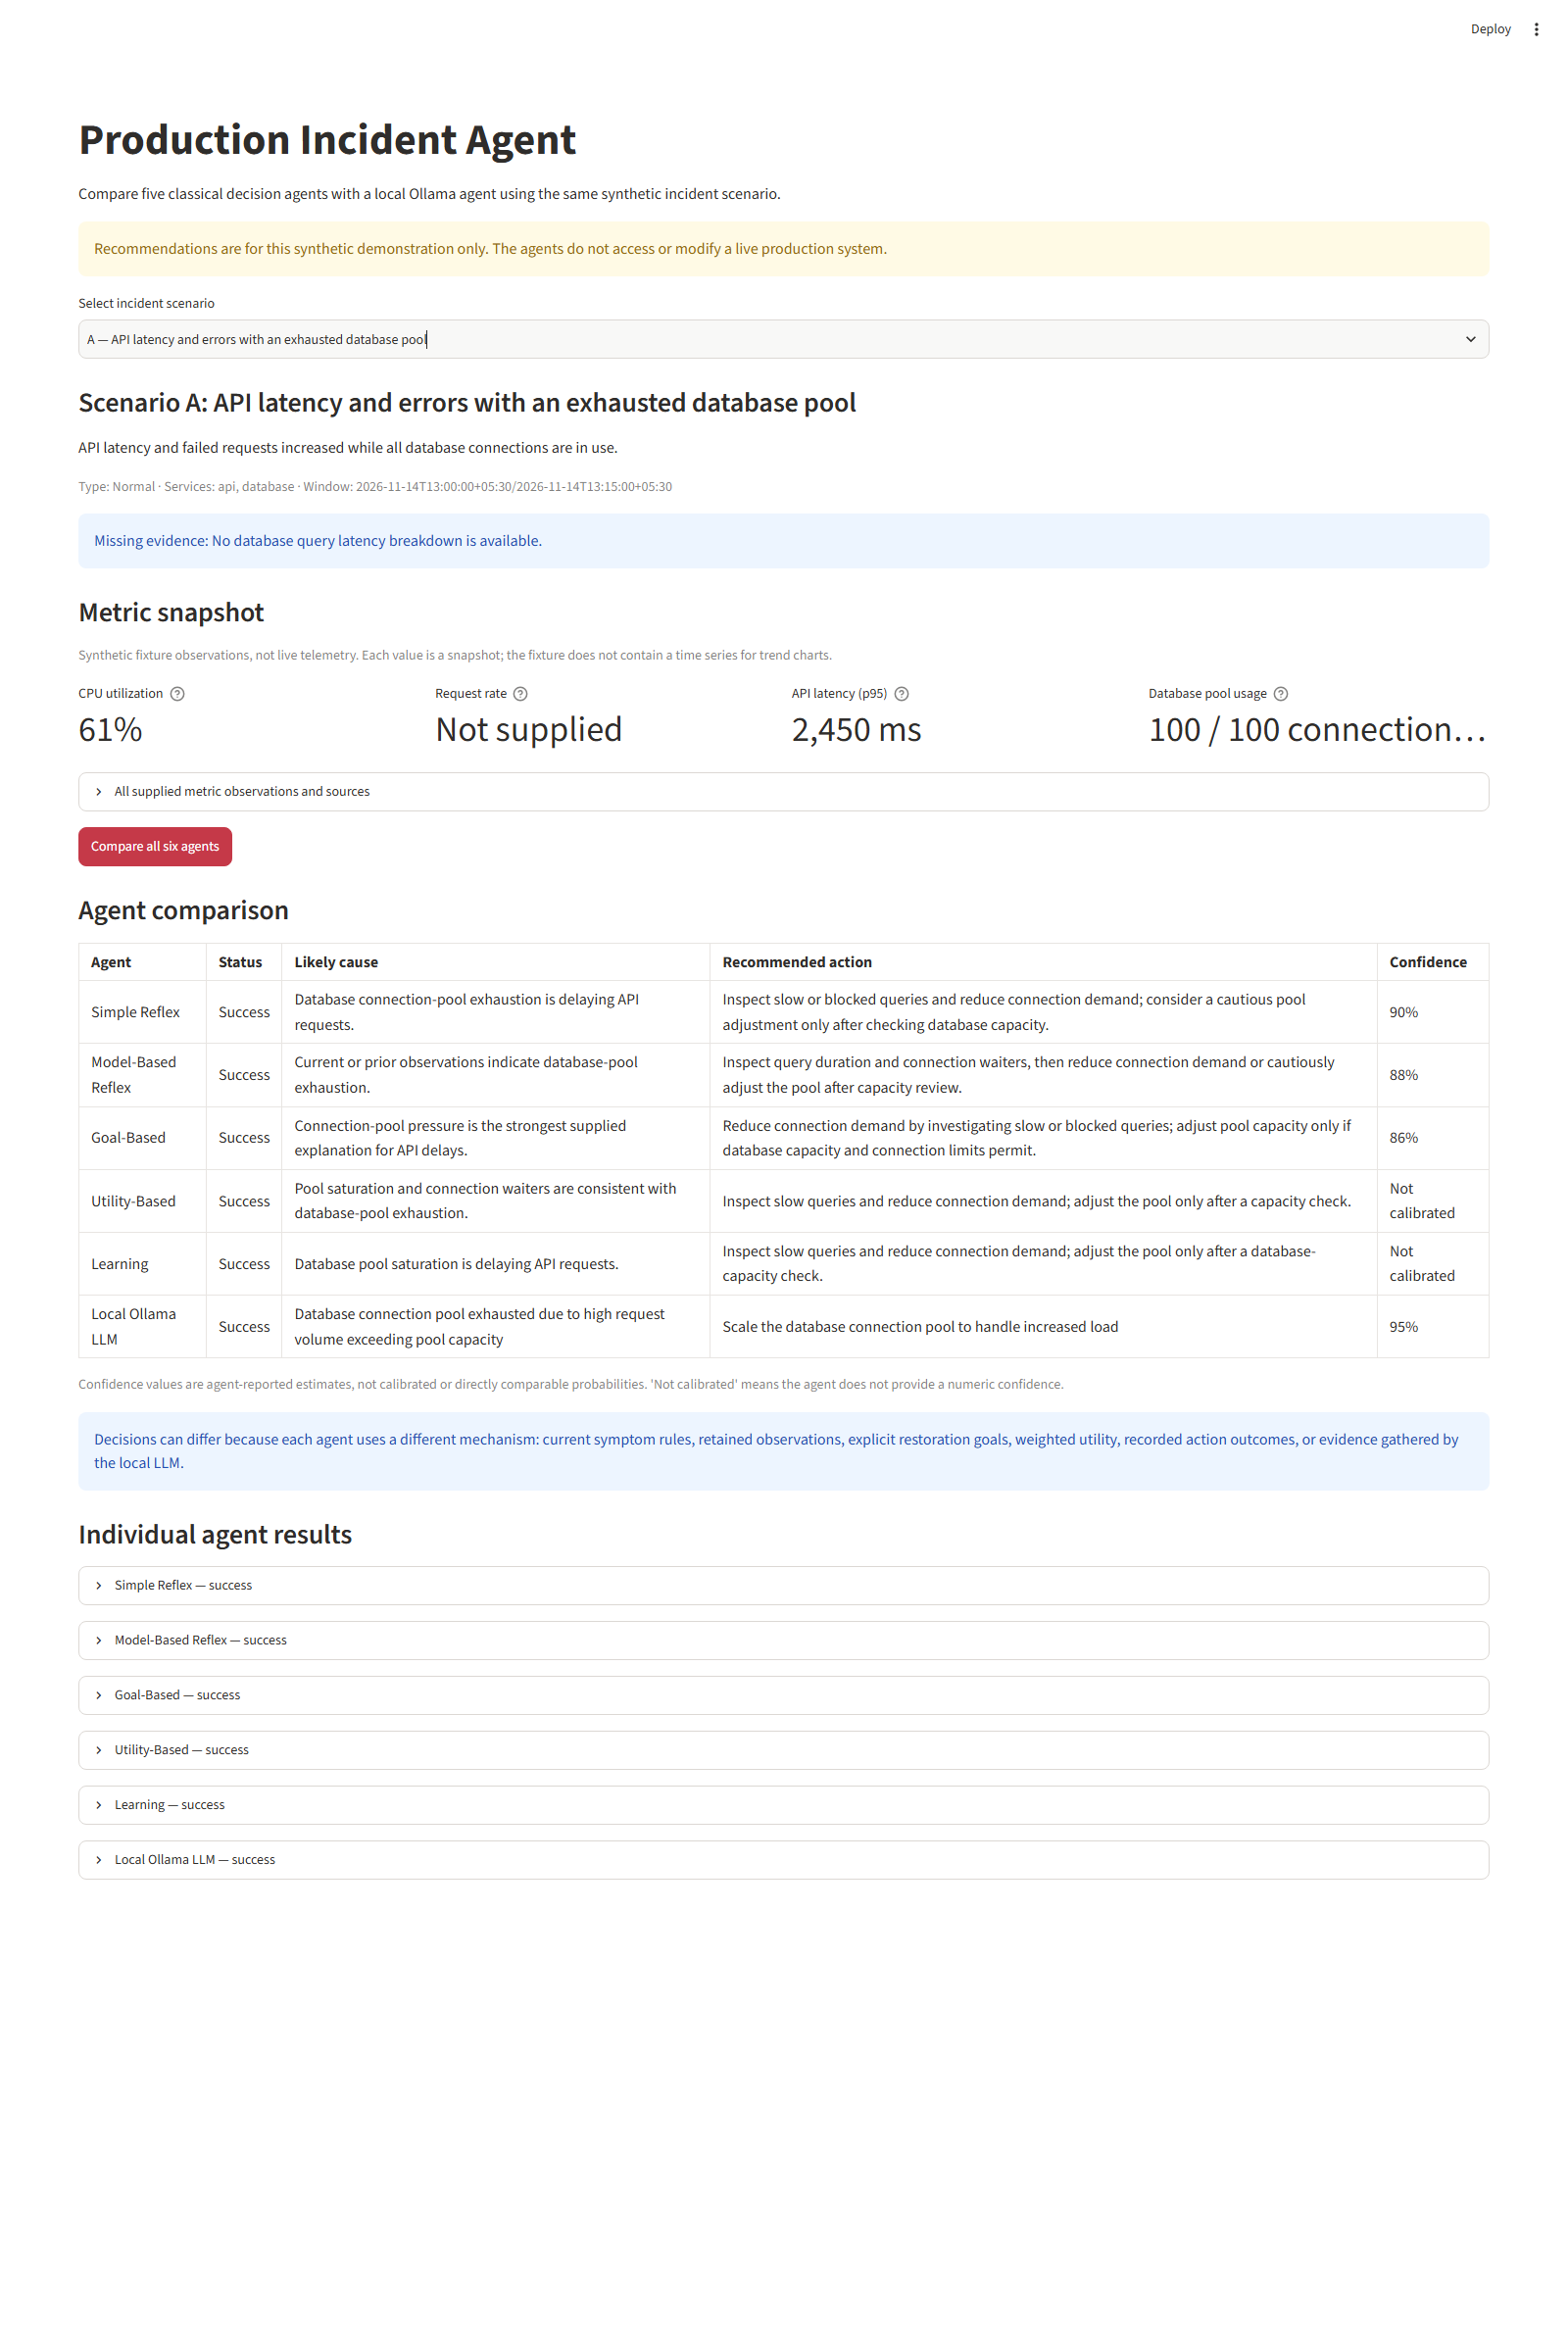 Deploy
Production Incident Agent
Compare five classical decision agents with a local Ollama agent using the same synthetic incident scenario.
Recommendations are for this synthetic demonstration only. The agents do not access or modify a live production system.
Select incident scenario
A — API latency and errors with an exhausted database pool
Scenario A: API latency and errors with an exhausted database pool
API latency and failed requests increased while all database connections are in use.
Type: Normal · Services: api, database · Window: 2026-11-14T13:00:00+05:30/2026-11-14T13:15:00+05:30
Missing evidence: No database query latency breakdown is available.
Metric snapshot
Synthetic fixture observations, not live telemetry. Each value is a snapshot; the fixture does not contain a time series for trend charts.
CPU utilization
61%
Request rate
Not supplied
API latency (p95)
2,450 ms
Database pool usage
100 / 100 connection…
All supplied metric observations and sources
Compare all six agents
Agent comparison
Agent Status Likely cause Recommended action Confidence
Simple Reflex
Success
Database connection-pool exhaustion is delaying API
requests.
Inspect slow or blocked queries and reduce connection demand; consider a cautious pool
adjustment only after checking database capacity.
90%
Model-Based
Reflex
Success
Current or prior observations indicate database-pool
exhaustion.
Inspect query duration and connection waiters, then reduce connection demand or cautiously
adjust the pool after capacity review.
88%
Goal-Based
Success
Connection-pool pressure is the strongest supplied
explanation for API delays.
Reduce connection demand by investigating slow or blocked queries; adjust pool capacity only if
database capacity and connection limits permit.
86%
Utility-Based
Success
Pool saturation and connection waiters are consistent with
database-pool exhaustion.
Inspect slow queries and reduce connection demand; adjust the pool only after a capacity check.
Not
calibrated
Learning
Success
Database pool saturation is delaying API requests.
Inspect slow queries and reduce connection demand; adjust the pool only after a database-
capacity check.
Not
calibrated
Local Ollama
LLM
Success
Database connection pool exhausted due to high request
volume exceeding pool capacity
Scale the database connection pool to handle increased load
95%
Confidence values are agent-reported estimates, not calibrated or directly comparable probabilities. 'Not calibrated' means the agent does not provide a numeric confidence.
Decisions can differ because each agent uses a different mechanism: current symptom rules, retained observations, explicit restoration goals, weighted utility, recorded action outcomes, or evidence gathered by
the local LLM.
Individual agent results
Simple Reflex — success
Model-Based Reflex — success
Goal-Based — success
Utility-Based — success
Learning — success
Local Ollama LLM — success